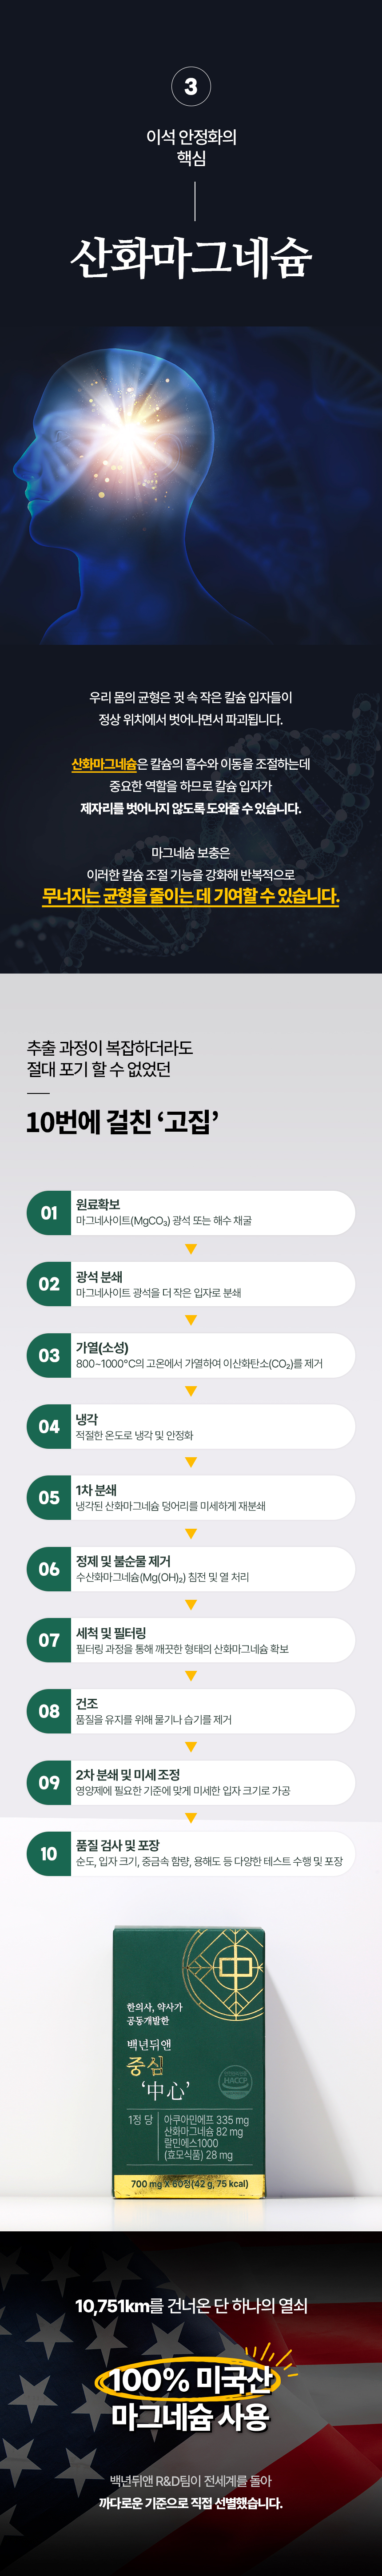 3
이석 안정화의
핵심
산화마그네슘
우리 몸의 균형은 귓 속 작은 칼슘 입자들이
정상 위치에서 벗어나면서 파괴됩니다.
산화마그네슘은 칼슘의 흡수와 이동을 조절하는데
중요한 역할을 하므로 칼슘 입자가
제자리를 벗어나지 않도록 도와줄 수 있습니다.
마그네슘 보충은
이러한 칼슘 조절 기능을 강화해 반복적으로
무너지는 균형을 줄이는 데 기여할 수 있습니다.
추출 과정이 복잡하더라도
절대 포기 할 수 없었던
10번에 걸친 ‘고집’
01
원료확보
마그네사이트(MgCO₃) 광석 또는 해수 채굴
02
광석 분쇄
마그네사이트 광석을 더 작은 입자로 분쇄
03
가열(소성)
800~1000°C의 고온에서 가열하여 이산화탄소(CO₂)를 제거
04
냉각
적절한 온도로 냉각 및 안정화
05
1차 분쇄
냉각된 산화마그네슘 덩어리를 미세하게 재분쇄
06
정제 및 불순물 제거
수산화마그네슘(Mg(OH)₂) 침전 및 열 처리
07
세척 및 필터링
필터링 과정을 통해 깨끗한 형태의 산화마그네슘 확보
08
건조
품질을 유지를 위해 물기나 습기를 제거
09
2차 분쇄 및 미세 조정
영양제에 필요한 기준에 맞게 미세한 입자 크기로 가공
10
품질 검사 및 포장
순도, 입자 크기, 중금속 함량, 용해도 등 다양한 테스트 수행 및 포장
한의사, 약사가
공동개발한
백년뒤앤
중심
‘中心’
HACCP
1정 당
아쿠아민에프 335 mg
산화마그네슘 82 mg
랄민에스1000
(효모식품) 28 mg
700 mg X 60정(42 g, 75 kcal)
10,751km를 건너온 단 하나의 열쇠
100% 미국산
마그네슘 사용
백년뒤앤 R&D팀이 전세계를 돌아
까다로운 기준으로 직접 선별했습니다.